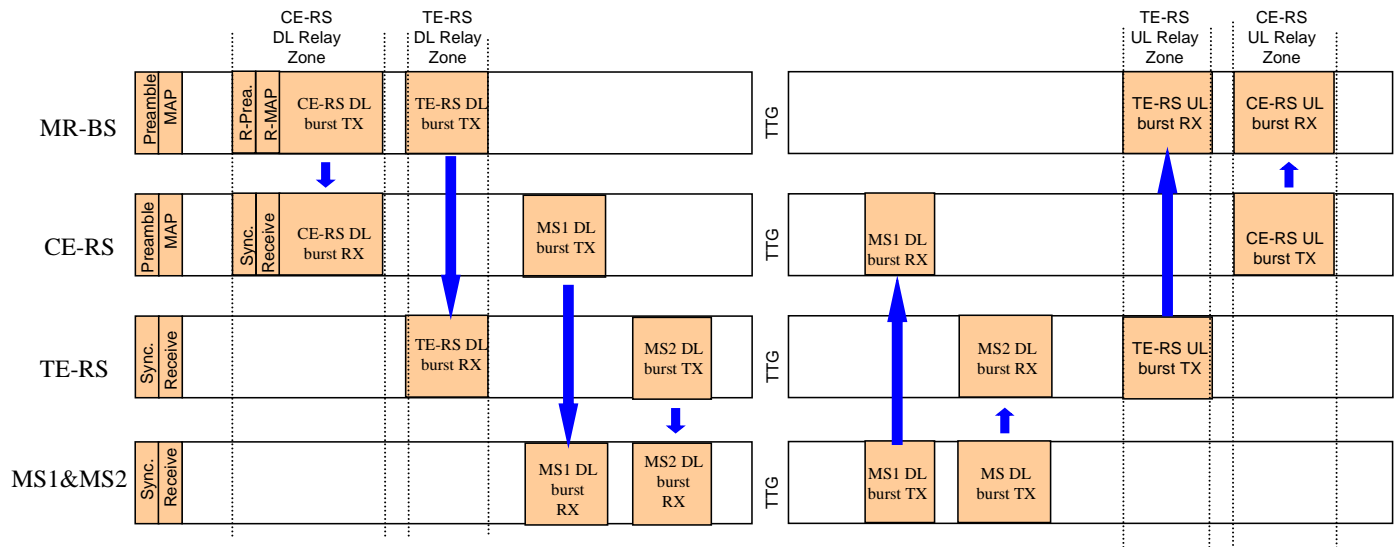 CE-RS
DL Relay
Zone
TE-RS
DL Relay
Zone
TE-RS
UL Relay
Zone
CE-RS
UL Relay
Zone
MR-BS
Preamble
MAP
R-Prea.
R-MAP
CE-RS DL
burst TX
TE-RS DL
burst TX
TTG
TE-RS UL
burst RX
CE-RS UL
burst RX
CE-RS
Preamble
MAP
Sync.
Receive
CE-RS DL
burst RX
MS1 DL
burst TX
TTG
MS1 DL
burst RX
CE-RS UL
burst TX
TE-RS
Sync.
Receive
TE-RS DL
burst RX
MS2 DL
burst TX
TTG
MS2 DL
burst RX
TE-RS UL
burst TX
MS1&MS2
Sync.
Receive
MS1 DL
burst
RX
MS2 DL
burst
RX
TTG
MS1 DL
burst TX
MS DL
burst TX